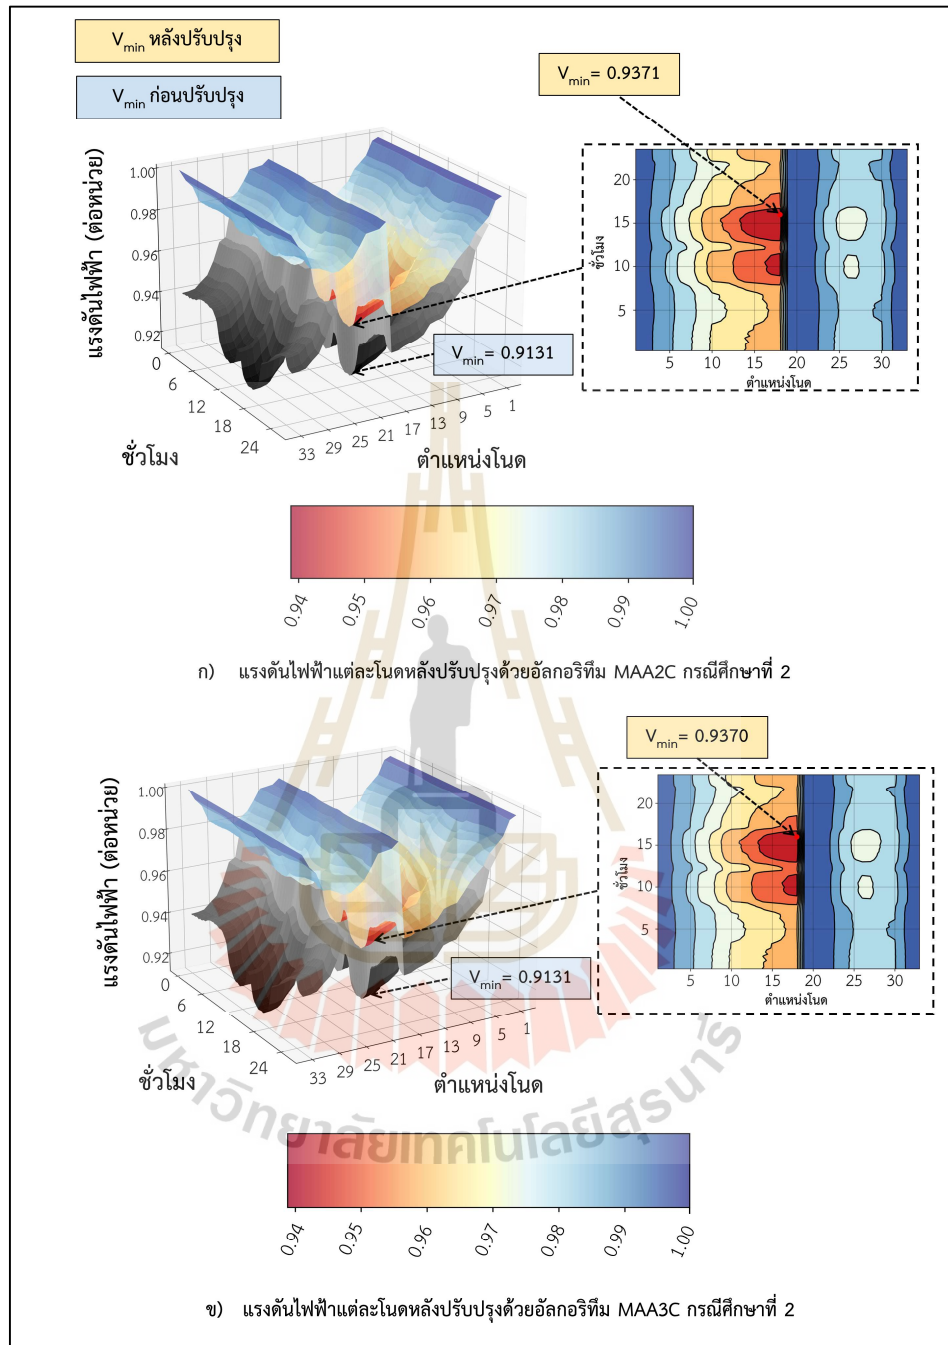 V_min หลังปรับปรุง
V_min ก่อนปรับปรุง
V_min= 0.9371
แรงดันไฟฟ้า (ต่อหน่วย)
1.00
0.98
0.96
0.94
0.92
0
6
12
18
24
ชั่วโมง
33 29 25 21 17 13 9 5 1
ตำแหน่งโนด
V_min= 0.9131
ชั่วโมง
20
15
10
5
5 10 15 20 25 30
ตำแหน่งโนด
0.94 0.95 0.96 0.97 0.98 0.99 1.00
ก) แรงดันไฟฟ้าแต่ละโนดหลังปรับปรุงด้วยอัลกอริทึม MAA2C กรณีศึกษาที่ 2
V_min= 0.9370
แรงดันไฟฟ้า (ต่อหน่วย)
1.00
0.98
0.96
0.94
0.92
0
6
12
18
24
ชั่วโมง
33 29 25 21 17 13 9 5 1
ตำแหน่งโนด
V_min= 0.9131
ชั่วโมง
20
15
10
5
5 10 15 20 25 30
ตำแหน่งโนด
มหาวิทยาลัยเทคโนโลยีสุรนารี
0.94 0.95 0.96 0.97 0.98 0.99 1.00
ข) แรงดันไฟฟ้าแต่ละโนดหลังปรับปรุงด้วยอัลกอริทึม MAA3C กรณีศึกษาที่ 2